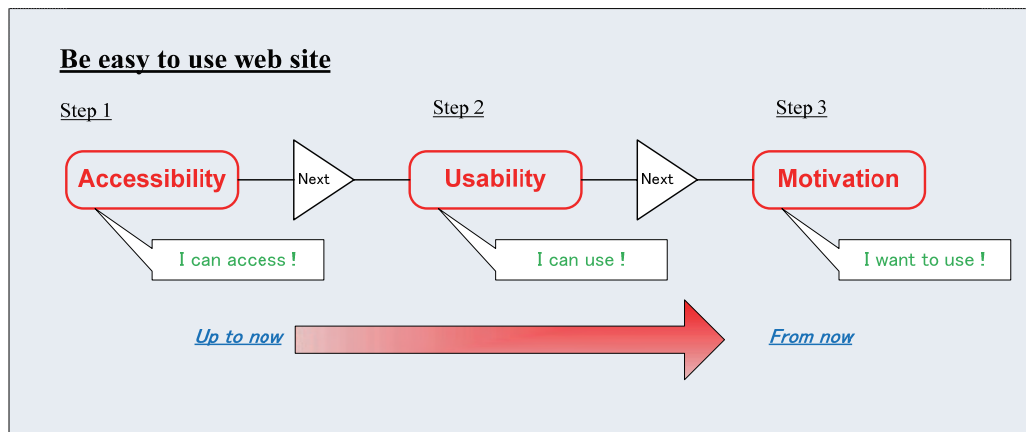 Be easy to use web site
Step 1
Step 2
Step 3
Accessibility
Next
Usability
Next
Motivation
I can access !
I can use !
I want to use !
Up to now
From now